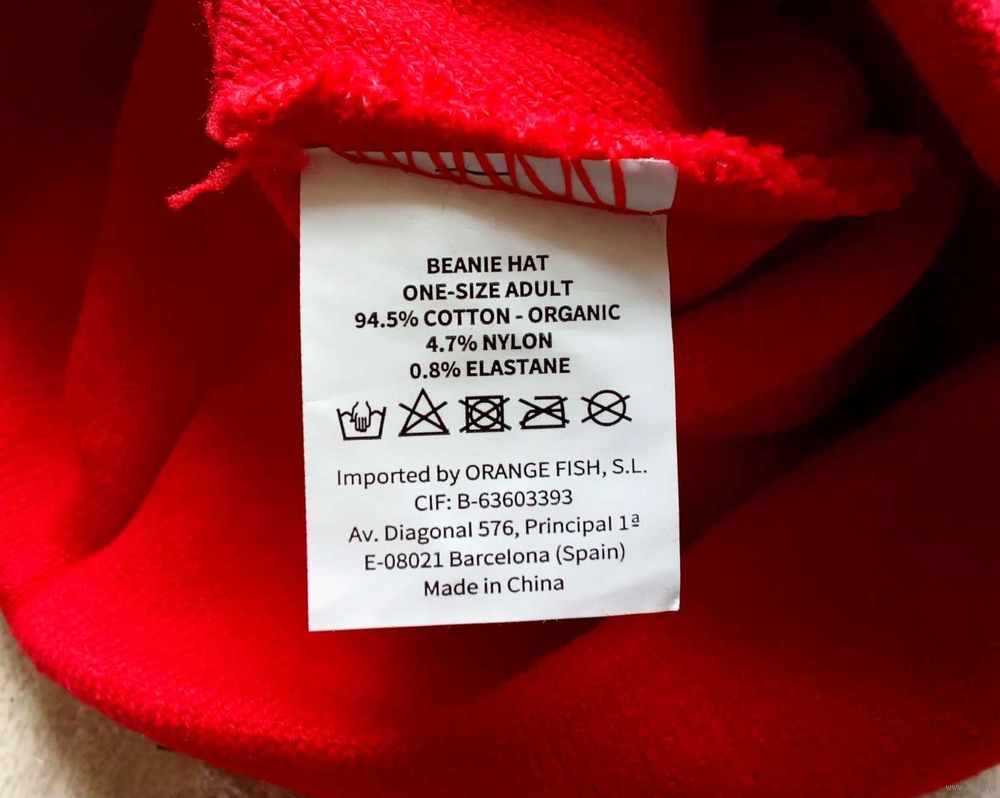 BEANIE HAT
ONE-SIZE ADULT
94.5% COTTON - ORGANIC
4.7% NYLON
0.8% ELASTANE
Imported by ORANGE FISH, S.L.
CIF: B-63603393
Av. Diagonal 576, Principal 1ª
E-08021 Barcelona (Spain)
Made in China